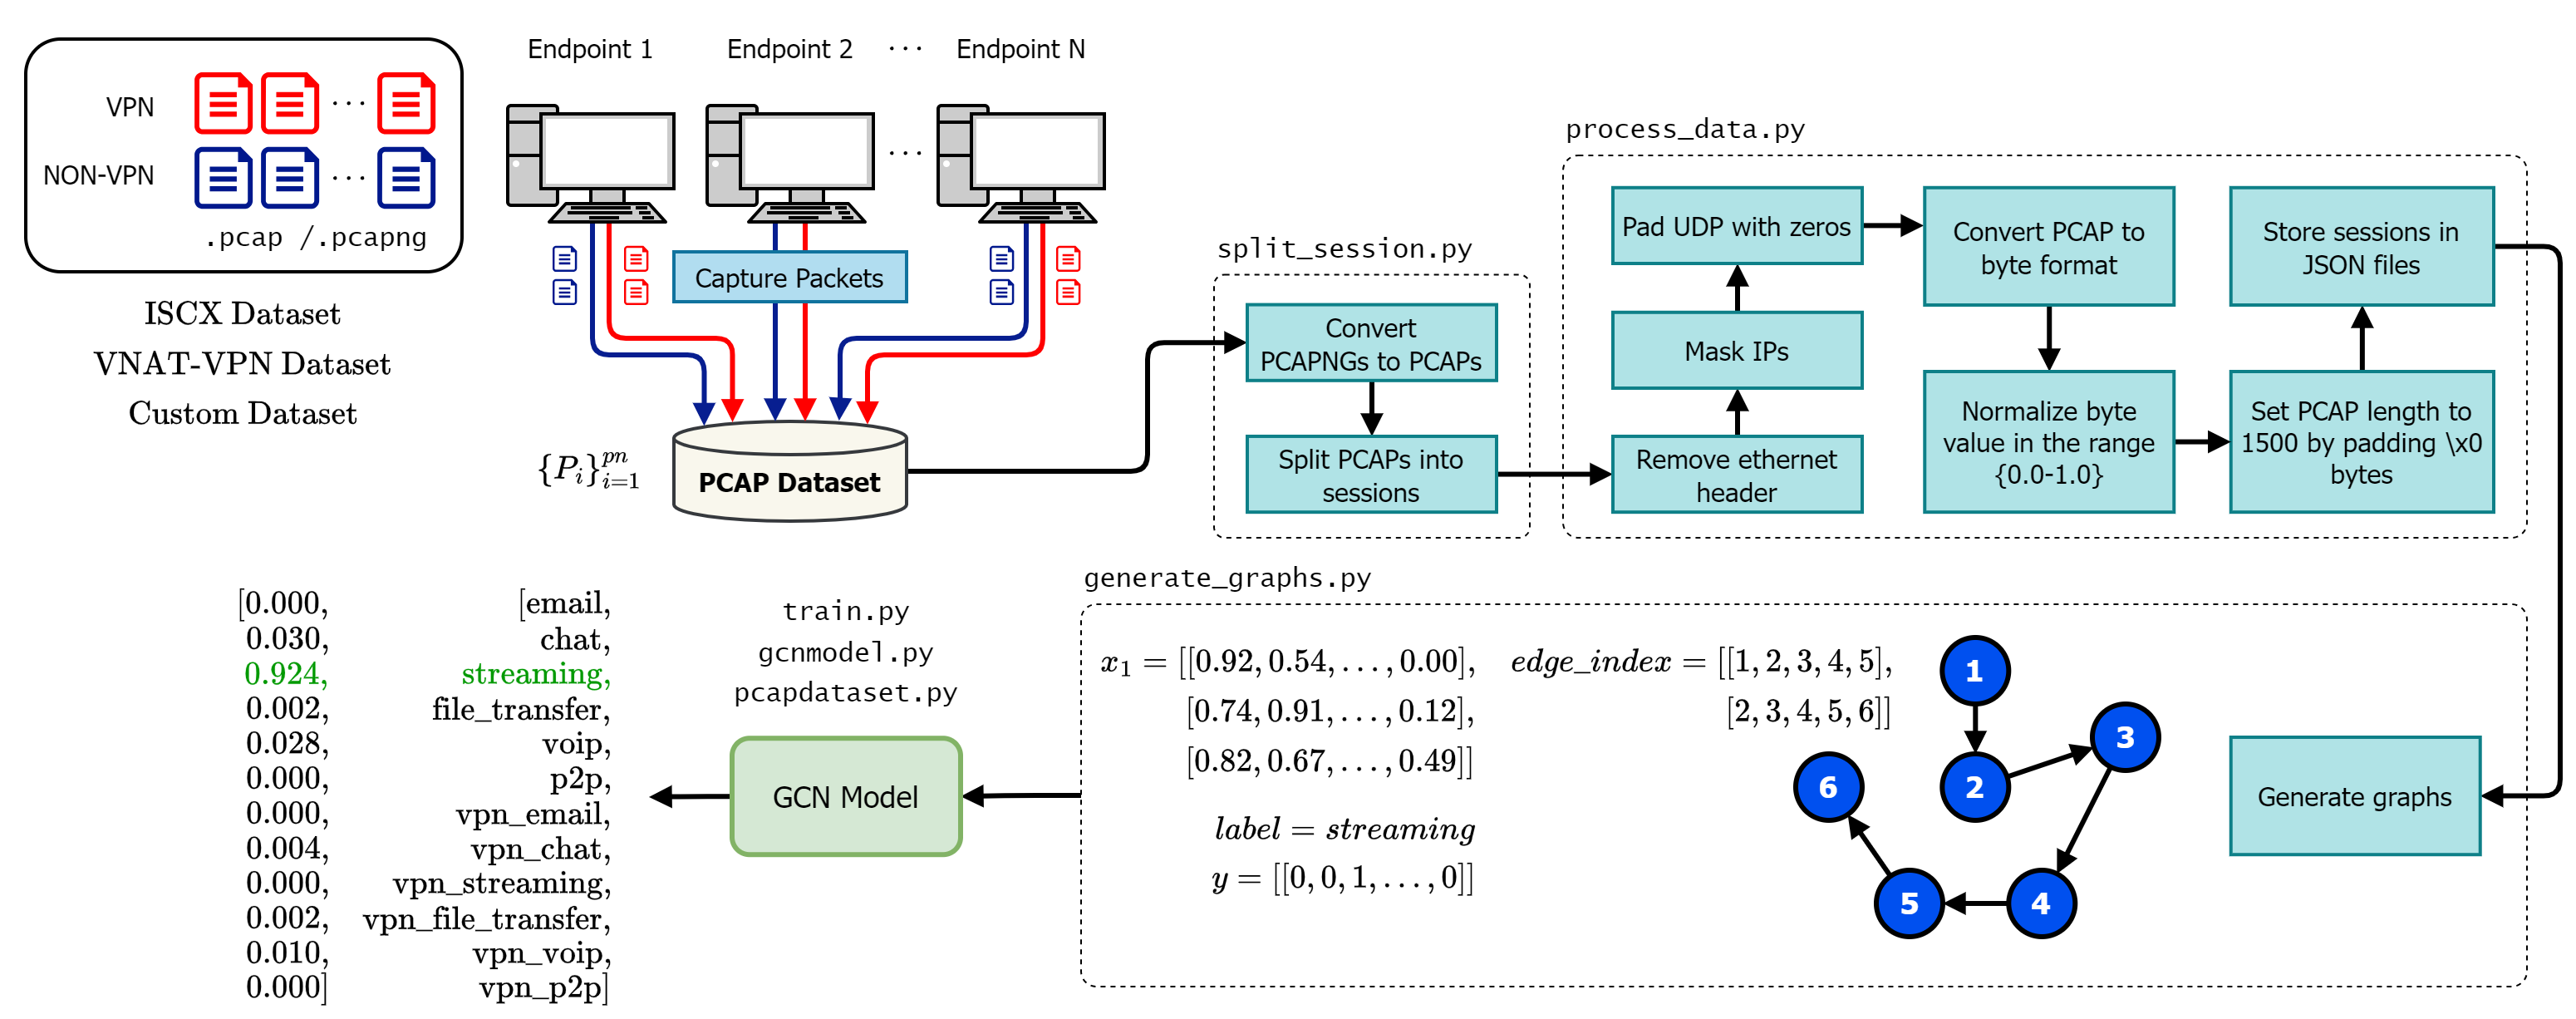 VPN
···
NON-VPN
···
.pcap /.pcapng
ISCX Dataset
VNAT-VPN Dataset
Custom Dataset
Endpoint 1
Endpoint 2
···
Endpoint N
···
Capture Packets
{P_i}_{i=1}^{pn}
PCAP Dataset
split_session.py
Convert
PCAPNGs to PCAPs
Split PCAPs into
sessions
process_data.py
Remove ethernet
header
Mask IPs
Pad UDP with zeros
Convert PCAP to
byte format
Normalize byte
value in the range
{0.0-1.0}
Set PCAP length to
1500 by padding \x0
bytes
Store sessions in
JSON files
generate_graphs.py
Generate graphs
1
2
3
4
5
6
edge_index = [[1, 2, 3, 4, 5],
[2, 3, 4, 5, 6]]
x_1 = [[0.92, 0.54, . . . , 0.00],
[0.74, 0.91, . . . , 0.12],
[0.82, 0.67, . . . , 0.49]]
label = streaming
y = [[0, 0, 1, . . . , 0]]
train.py
gcnmodel.py
pcapdataset.py
GCN Model
[0.000, [email,
0.030, chat,
0.924, streaming,
0.002, file_transfer,
0.028, voip,
0.000, p2p,
0.000, vpn_email,
0.004, vpn_chat,
0.000, vpn_streaming,
0.002, vpn_file_transfer,
0.010, vpn_voip,
0.000] vpn_p2p]